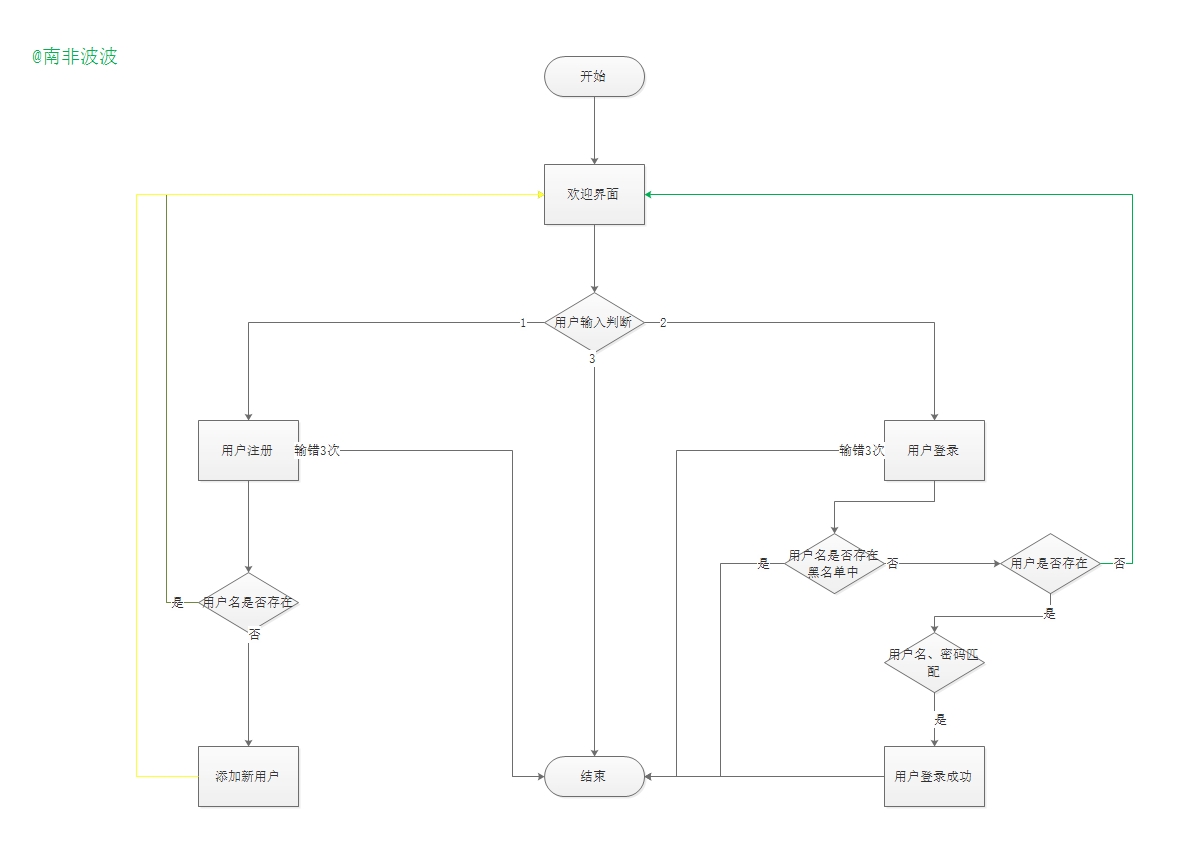 @南非波波
开始
欢迎界面
1
用户输入判断
2
3
用户注册
输错3次
输错3次
用户登录
是
用户名是否存在
黑名单中
否
用户是否存在
否
是
用户名是否存在
否
是
用户名、密码匹
配
是
添加新用户
结束
用户登录成功